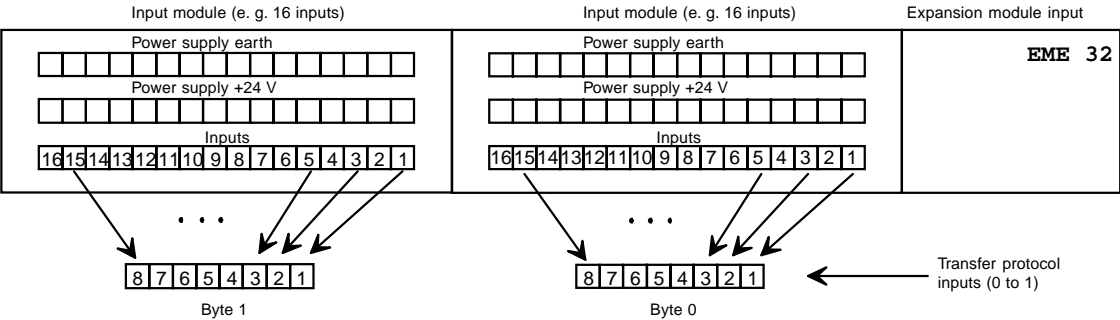 Input module (e. g. 16 inputs)
Input module (e. g. 16 inputs)
Expansion module input
Power supply earth
Power supply earth
EME 32
Power supply +24 V
Power supply +24 V
Inputs
Inputs
16 15 14 13 12 11 10 9 8 7 6 5 4 3 2 1
16 15 14 13 12 11 10 9 8 7 6 5 4 3 2 1
8 7 6 5 4 3 2 1
8 7 6 5 4 3 2 1
Transfer protocol
inputs (0 to 1)
Byte 1
Byte 0